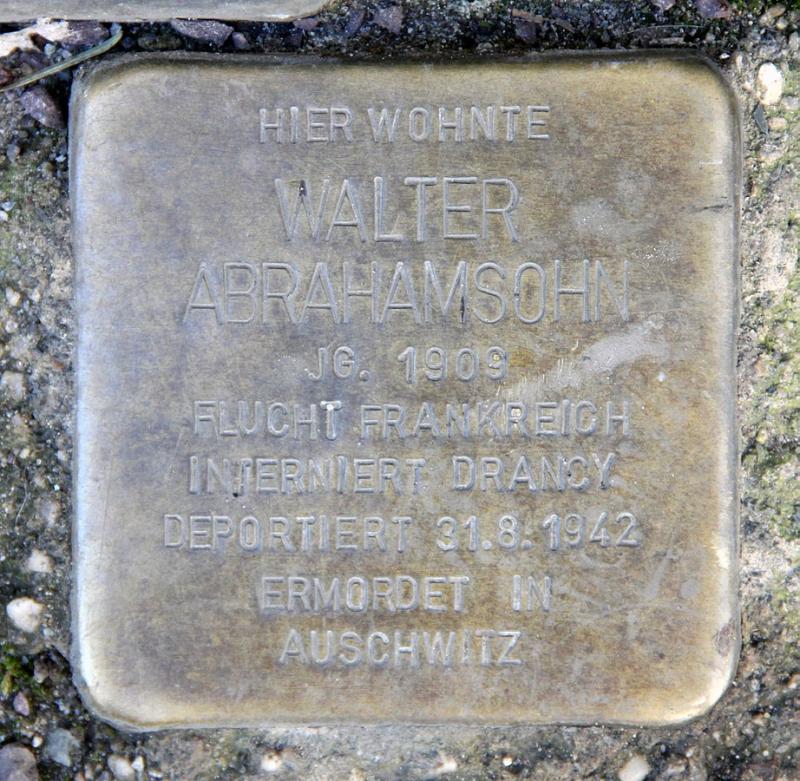 HIER WOHNTE
WALTER
ABRAHAMSOHN
JG. 1909
FLUCHT FRANKREICH
INTERNIERT DRANCY
DEPORTIERT 31.8.1942
ERMORDET IN
AUSCHWITZ